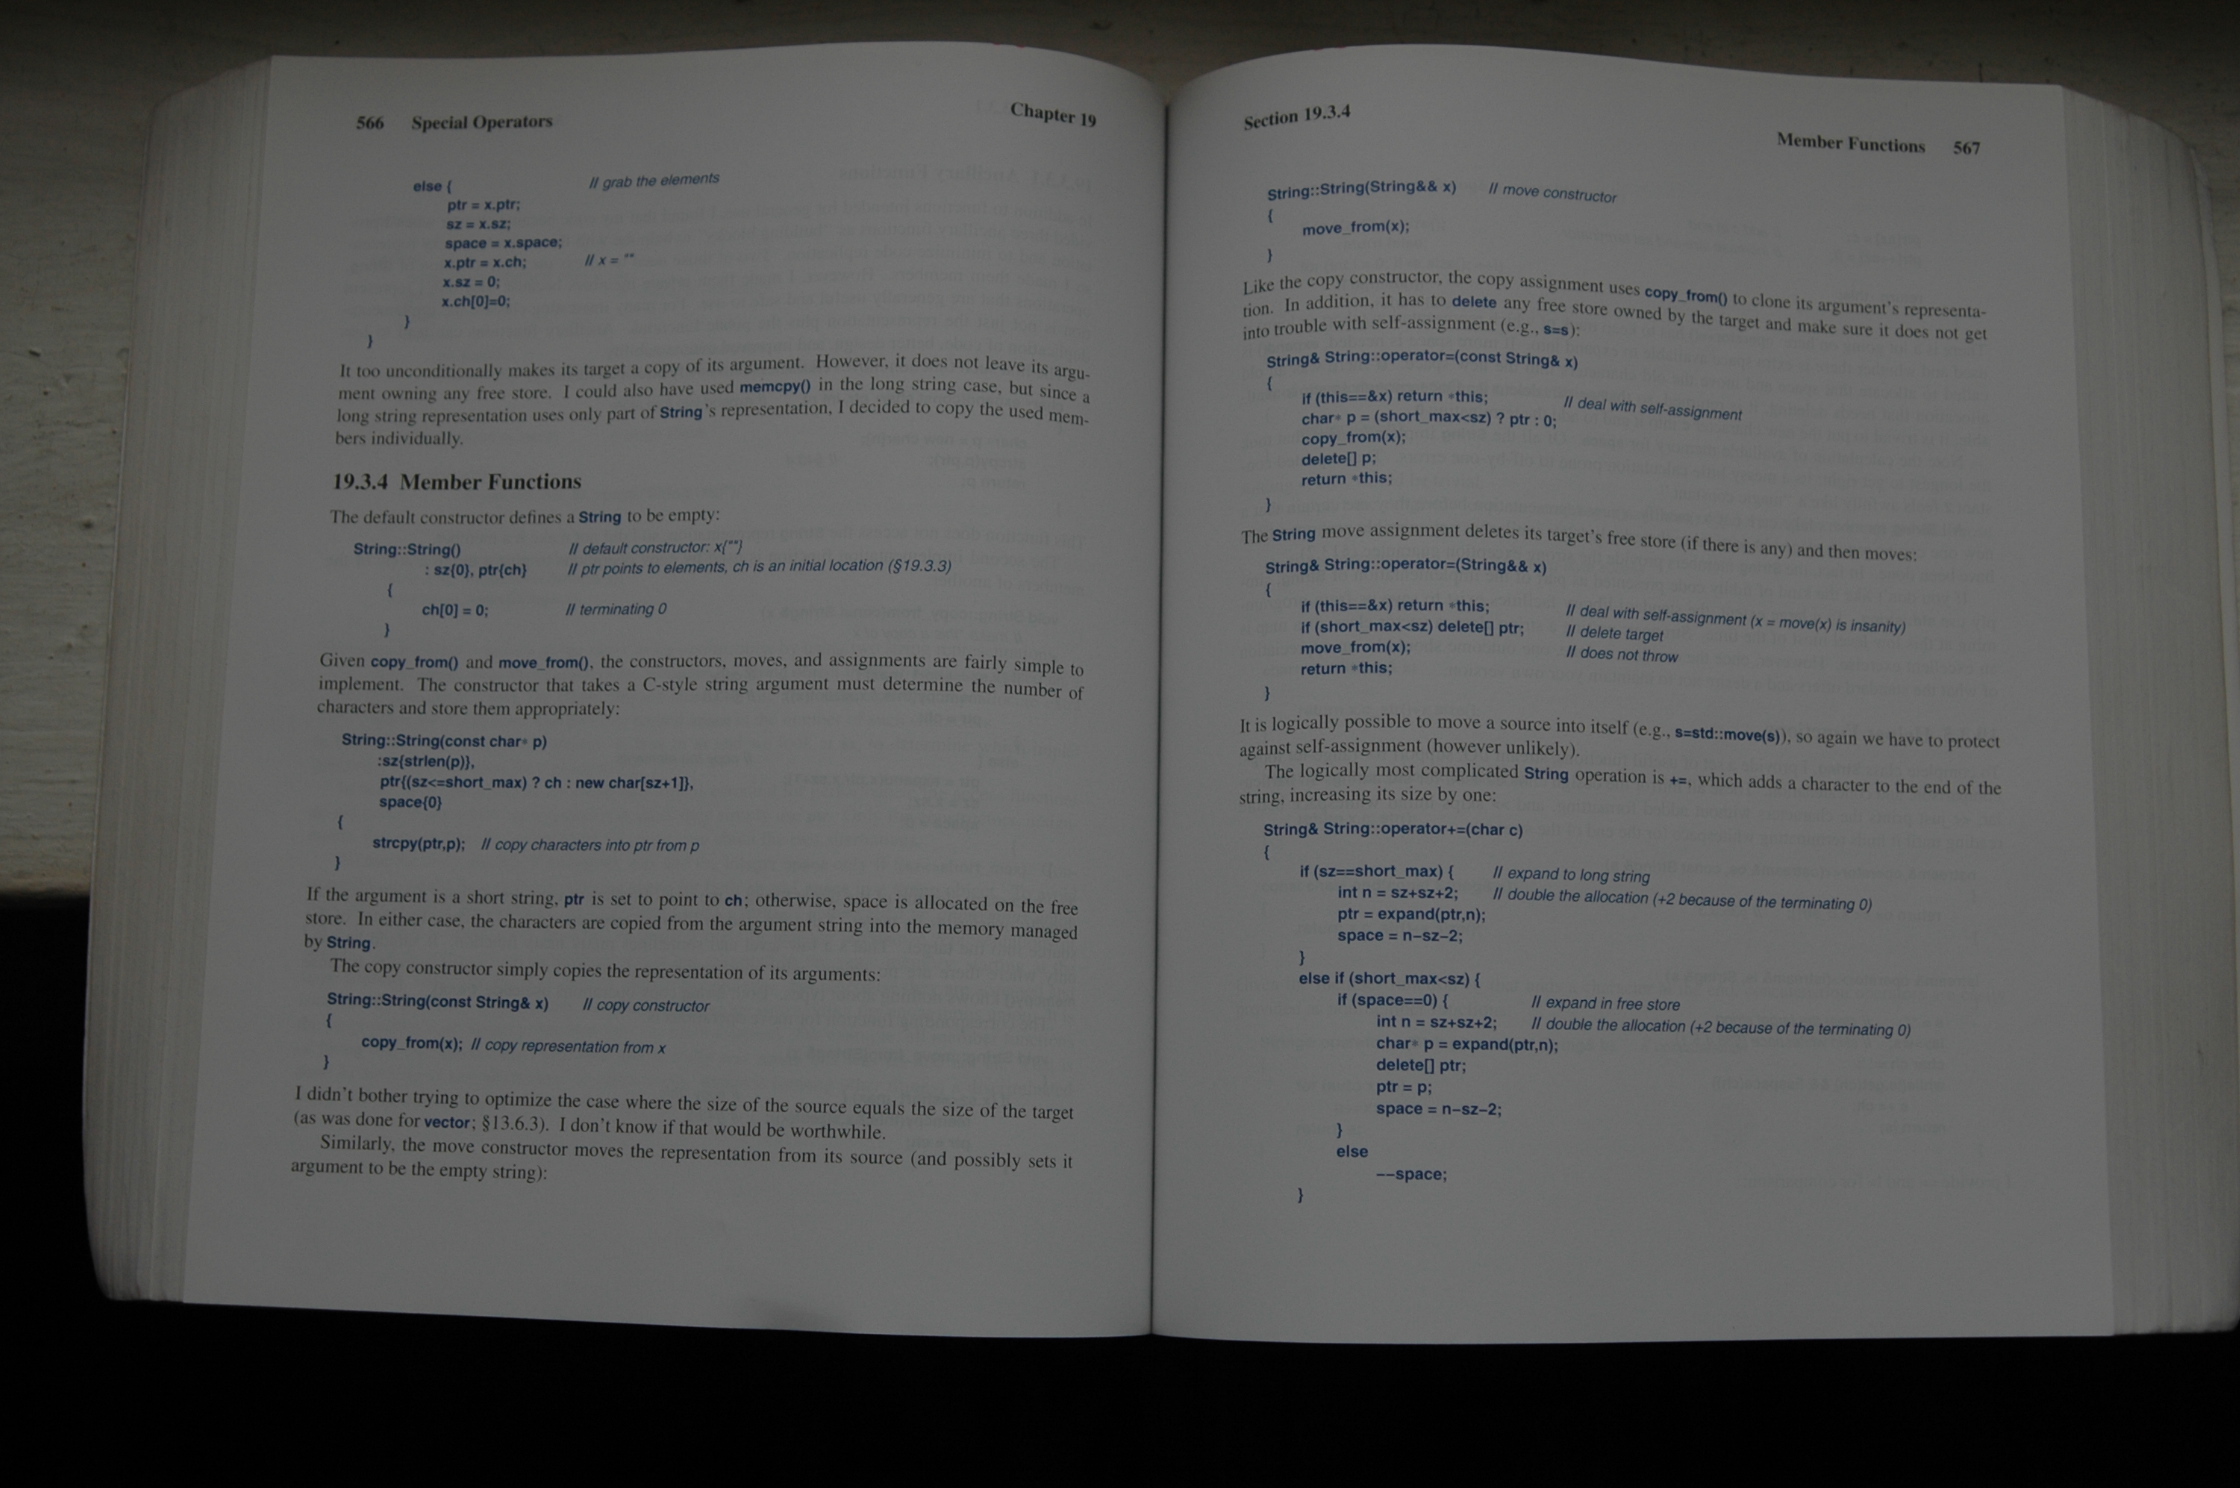 566 Special Operators Chapter 19
else { // grab the elements
ptr = x.ptr;
sz = x.sz;
space = x.space;
x.ptr = x.ch; // x = ""
x.sz = 0;
x.ch[0]=0;
}
}
It too unconditionally makes its target a copy of its argument. However, it does not leave its argu-
ment owning any free store. I could also have used memcpy() in the long string case, but since a
long string representation uses only part of String's representation, I decided to copy the used mem-
bers individually.
19.3.4 Member Functions
The default constructor defines a String to be empty:
String::String() // default constructor: x{""}
: sz{0}, ptr{ch} // ptr points to elements, ch is an initial location (§19.3.3)
{
ch[0] = 0; // terminating 0
}
Given copy_from() and move_from(), the constructors, moves, and assignments are fairly simple to
implement. The constructor that takes a C-style string argument must determine the number of
characters and store them appropriately:
String::String(const char* p)
:sz{strlen(p)},
ptr{(sz<=short_max) ? ch : new char[sz+1]},
space{0}
{
strcpy(ptr,p); // copy characters into ptr from p
}
If the argument is a short string, ptr is set to point to ch; otherwise, space is allocated on the free
store. In either case, the characters are copied from the argument string into the memory managed
by String.
The copy constructor simply copies the representation of its arguments:
String::String(const String& x) // copy constructor
{
copy_from(x); // copy representation from x
}
I didn't bother trying to optimize the case where the size of the source equals the size of the target
(as was done for vector; §13.6.3). I don't know if that would be worthwhile.
Similarly, the move constructor moves the representation from its source (and possibly sets it
argument to be the empty string):
Section 19.3.4 Member Functions 567
String::String(String&& x) // move constructor
{
move_from(x);
}
Like the copy constructor, the copy assignment uses copy_from() to clone its argument's representa-
tion. In addition, it has to delete any free store owned by the target and make sure it does not get
into trouble with self-assignment (e.g., s=s):
String& String::operator=(const String& x)
{
if (this==&x) return *this; // deal with self-assignment
char* p = (short_max<sz) ? ptr : 0;
copy_from(x);
delete[] p;
return *this;
}
The String move assignment deletes its target's free store (if there is any) and then moves:
String& String::operator=(String&& x)
{
if (this==&x) return *this; // deal with self-assignment (x = move(x) is insanity)
if (short_max<sz) delete[] ptr; // delete target
move_from(x); // does not throw
return *this;
}
It is logically possible to move a source into itself (e.g., s=std::move(s)), so again we have to protect
against self-assignment (however unlikely).
The logically most complicated String operation is +=, which adds a character to the end of the
string, increasing its size by one:
String& String::operator+=(char c)
{
if (sz==short_max) { // expand to long string
int n = sz+sz+2; // double the allocation (+2 because of the terminating 0)
ptr = expand(ptr,n);
space = n−sz−2;
}
else if (short_max<sz) {
if (space==0) { // expand in free store
int n = sz+sz+2; // double the allocation (+2 because of the terminating 0)
char* p = expand(ptr,n);
delete[] ptr;
ptr = p;
space = n−sz−2;
}
else
−−space;
}